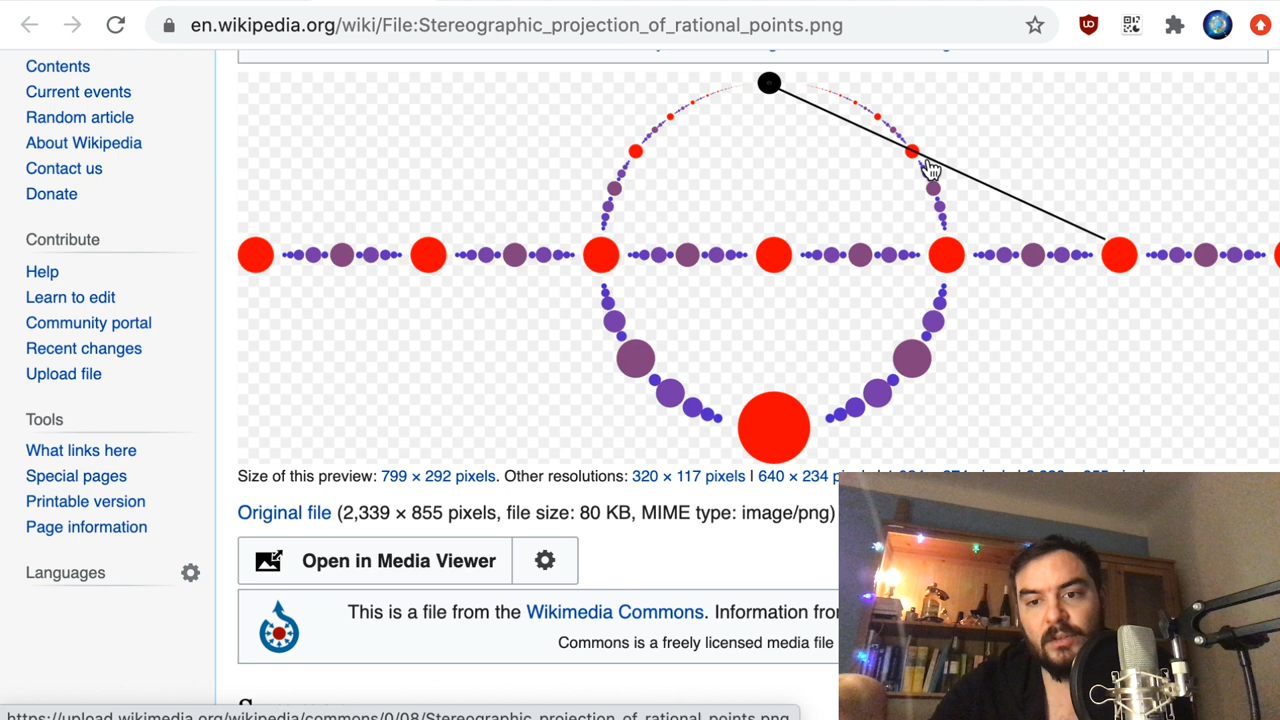 en.wikipedia.org/wiki/File:Stereographic_projection_of_rational_points.png
Contents
Current events
Random article
About Wikipedia
Contact us
Donate
Contribute
Help
Learn to edit
Community portal
Recent changes
Upload file
Tools
What links here
Special pages
Printable version
Page information
Languages
Size of this preview: 799 × 292 pixels. Other resolutions: 320 × 117 pixels | 640 × 234
Original file (2,339 × 855 pixels, file size: 80 KB, MIME type: image/png)
Open in Media Viewer
This is a file from the Wikimedia Commons. Information
Commons is a freely licensed media file
https://upload.wikimedia.org/wikipedia/commons/0/08/Stereographic_projection_of_rational_points.png